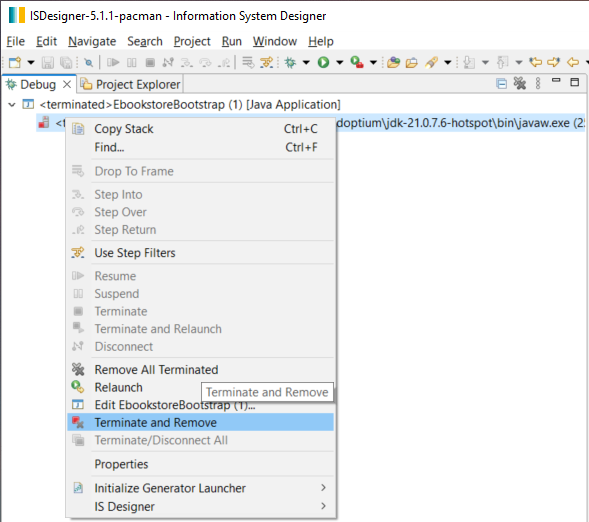 ISDesigner-5.1.1-pacman - Information System Designer
File Edit Navigate Search Project Run Window Help
Debug Project Explorer
<terminated>EbookstoreBootstrap (1) [Java Application]
doptium\jdk-21.0.7.6-hotspot\bin\javaw.exe
Copy Stack Ctrl+C
Find... Ctrl+F
Drop To Frame
Step Into
Step Over
Step Return
Use Step Filters
Resume
Suspend
Terminate
Terminate and Relaunch
Disconnect
Remove All Terminated
Relaunch
Terminate and Remove
Edit EbookstoreBootstrap (1)...
Terminate and Remove
Terminate/Disconnect All
Properties
Initialize Generator Launcher
IS Designer